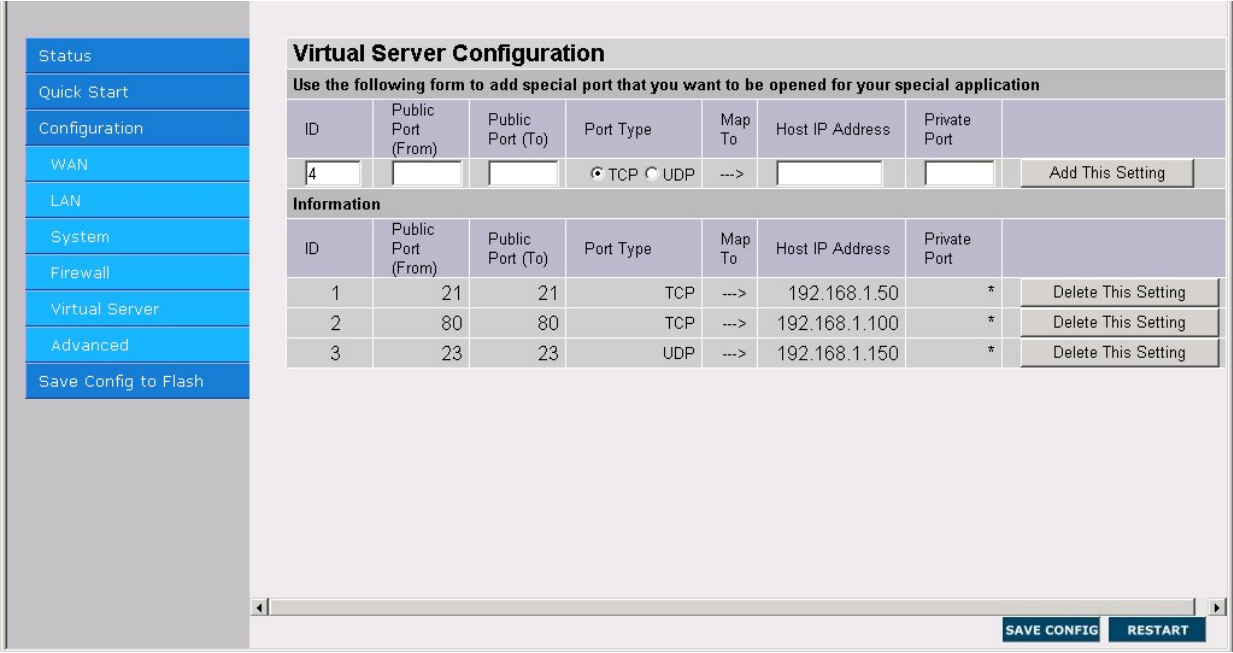 Status
Quick Start
Configuration
WAN
LAN
System
Firewall
Virtual Server
Advanced
Save Config to Flash
Virtual Server Configuration
Use the following form to add special port that you want to be opened for your special application
ID Public Port (From) Public Port (To) Port Type Map To Host IP Address Private Port
4 TCP UDP ---> Add This Setting
Information
ID Public Port (From) Public Port (To) Port Type Map To Host IP Address Private Port
1 21 21 TCP ---> 192.168.1.50 * Delete This Setting
2 80 80 TCP ---> 192.168.1.100 * Delete This Setting
3 23 23 UDP ---> 192.168.1.150 * Delete This Setting
SAVE CONFIG RESTART